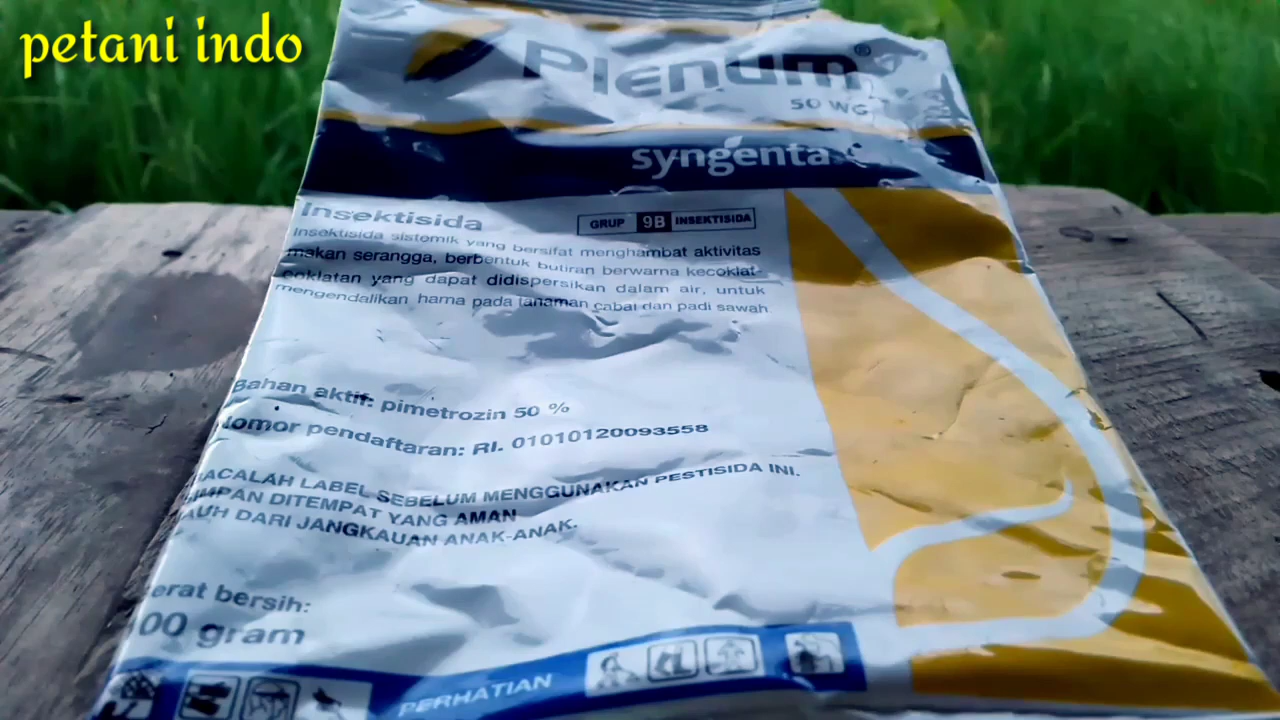 petani indo
Plenum®
50 WG
syngenta
Insektisida
GRUP 9B INSEKTISIDA
Insektisida sistemik yang bersifat menghambat aktivitas
makan serangga, berbentuk butiran berwarna kecoklat-
coklatan yang dapat didispersikan dalam air, untuk
mengendalikan hama pada tanaman cabai dan padi sawah
Bahan aktif: pimetrozin 50 %
Nomor pendaftaran: RI. 01010120093558
BACALAH LABEL SEBELUM MENGGUNAKAN PESTISIDA INI.
SIMPAN DITEMPAT YANG AMAN
JAUH DARI JANGKAUAN ANAK-ANAK.
Berat bersih:
00 gram
PERHATIAN